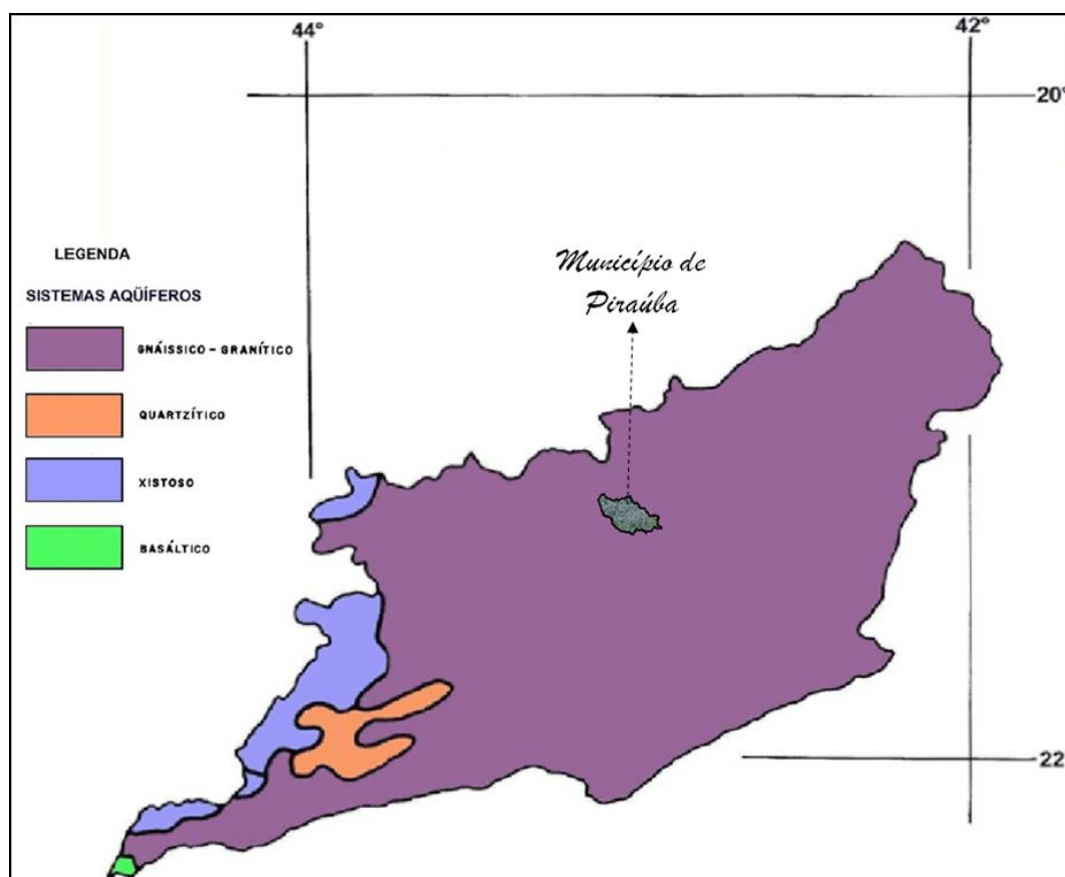 44°
42°
20°
LEGENDA
SISTEMAS AQÜÍFEROS
GNÁISSICO - GRANÍTICO
QUARTZÍTICO
XISTOSO
BASÁLTICO
Município de
Piraúba
22